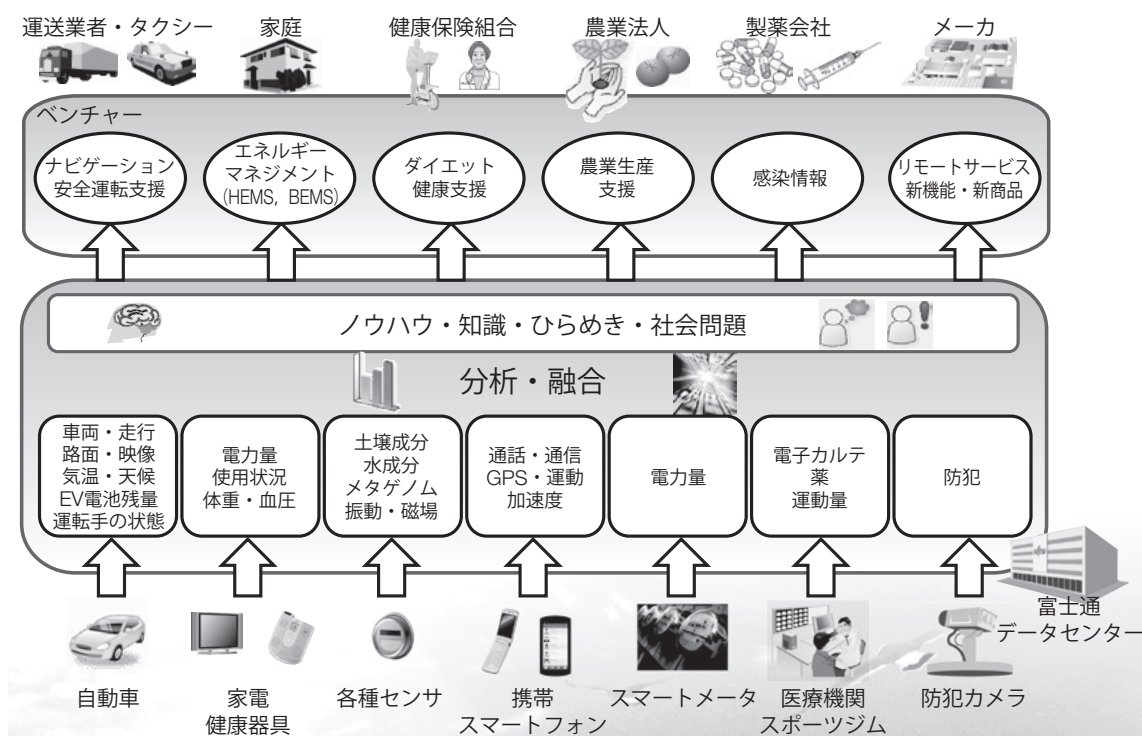 運送業者・タクシー
家庭
健康保険組合
農業法人
製薬会社
メーカ
ベンチャー
ナビゲーション
安全運転支援
エネルギー
マネジメント
(HEMS, BEMS)
ダイエット
健康支援
農業生産
支援
感染情報
リモートサービス
新機能・新商品
ノウハウ・知識・ひらめき・社会問題
分析・融合
車両・走行
路面・映像
気温・天候
EV電池残量
運転手の状態
電力量
使用状況
体重・血圧
土壌成分
水成分
メタゲノム
振動・磁場
通話・通信
GPS・運動
加速度
電力量
電子カルテ
薬
運動量
防犯
富士通
データセンター
自動車
家電
健康器具
各種センサ
携帯
スマートフォン
スマートメータ
医療機関
スポーツジム
防犯カメラ